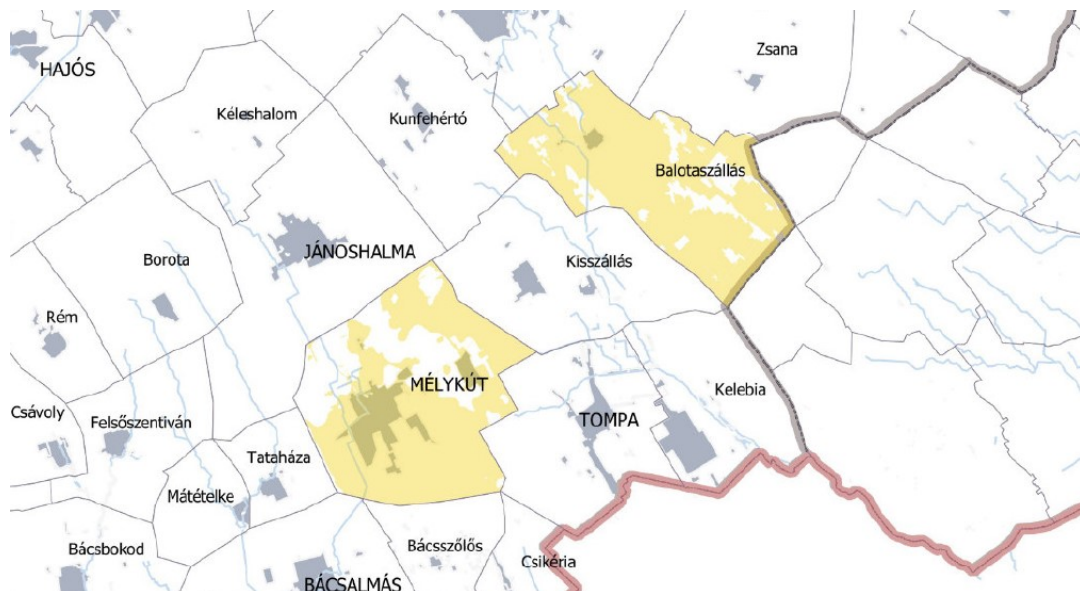 Zsana
HAJÓS
Kéleshalom
Kunfehértó
Balotaszállás
JÁNOSHALMA
Borota
Kisszállás
Rém
MÉLYKÚT
Kelebia
Csávoly
Felsőszentiván
TOMPA
Tataháza
Mátételke
Bácsbokod
Bácsszőlős
Csikéria
BÁCSALMÁS